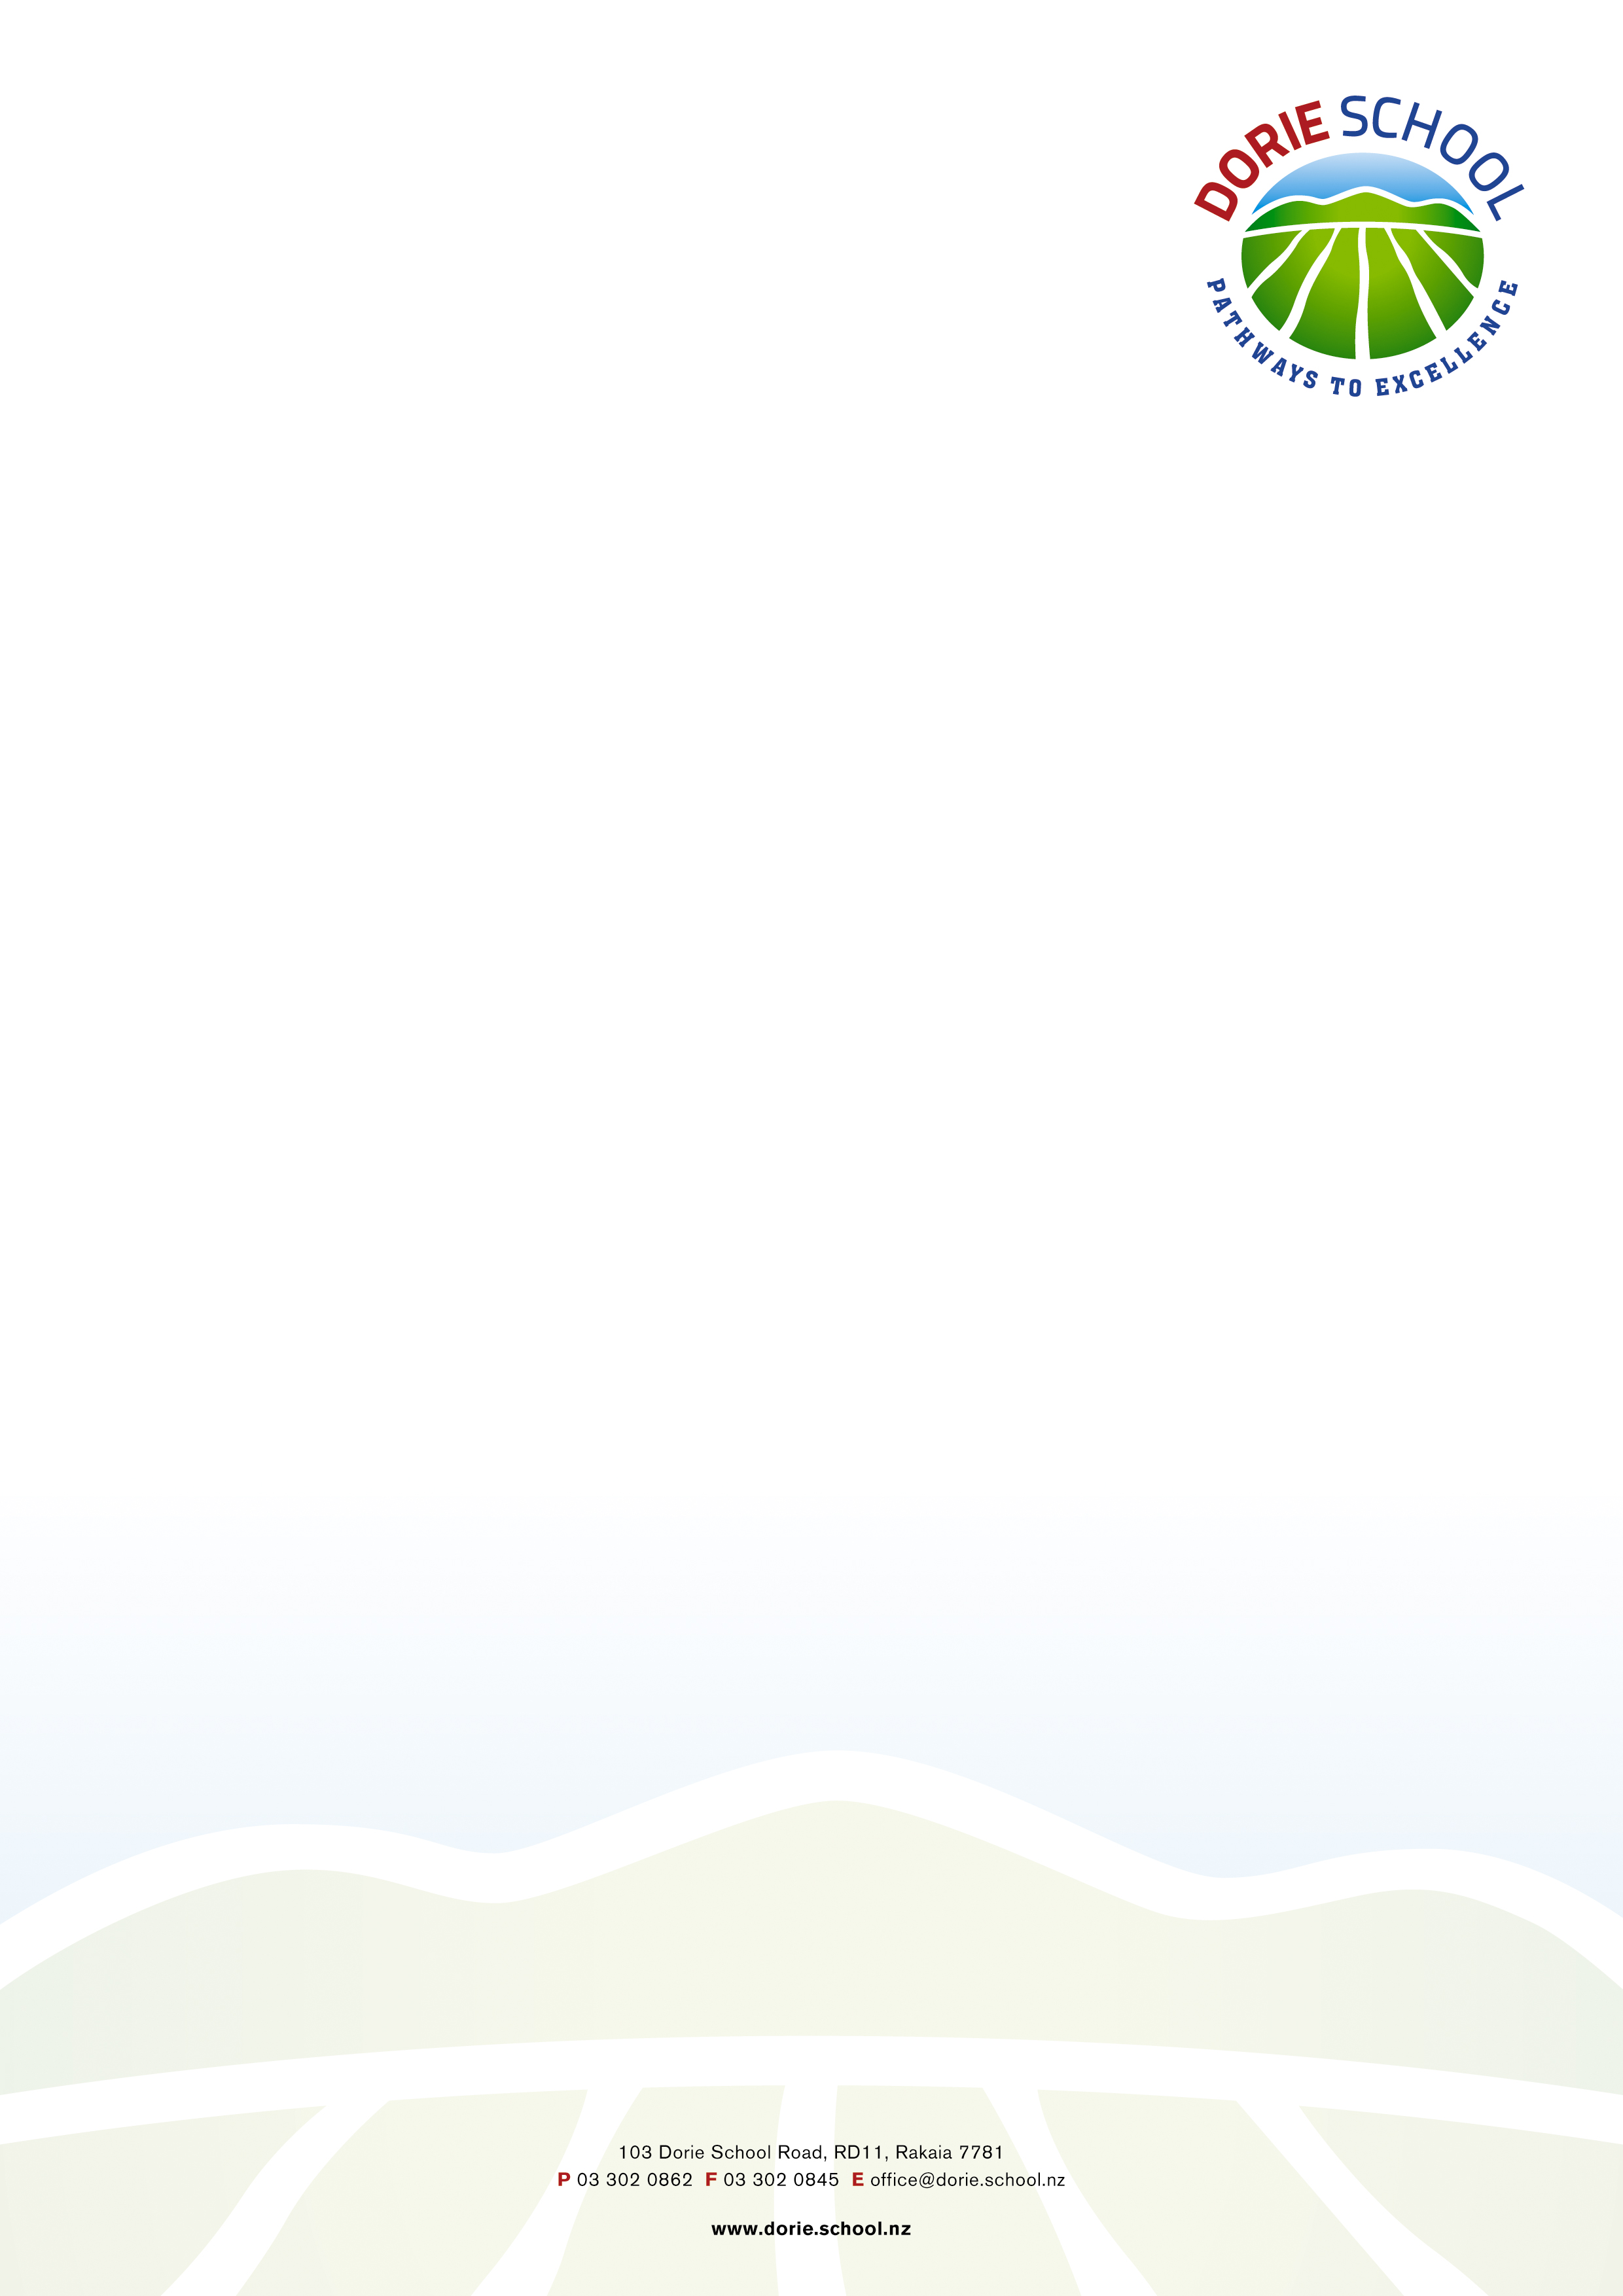 DORIE SCHOOL
PATHWAYS TO EXCELLENCE
103 Dorie School Road, RD11, Rakaia 7781
P 03 302 0862 F 03 302 0845 E office@dorie.school.nz
www.dorie.school.nz